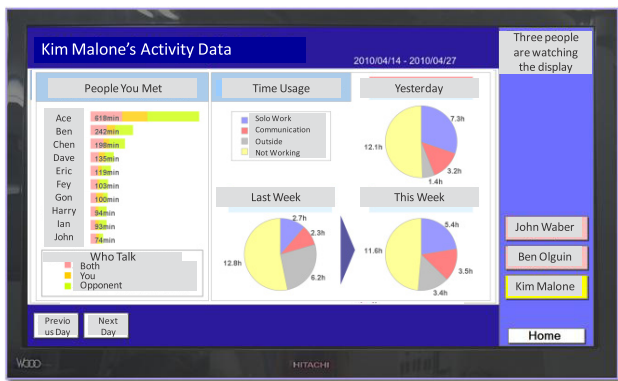 Kim Malone's Activity Data
2010/04/14 - 2010/04/27
Three people
are watching
the display
People You Met
Time Usage
Yesterday
Ace 618min
Ben 242min
Chen 198min
Dave 135min
Eric 119min
Fey 103min
Gon 100min
Harry 94min
Ian 93min
John 74min
Who Talk
Both
You
Opponent
Solo Work
Communication
Outside
Not Working
7.3h
12.1h
3.2h
1.4h
Last Week
2.7h
2.3h
12.8h
6.2h
This Week
5.4h
11.6h
3.5h
3.4h
John Waber
Ben Olguin
Kim Malone
Previo
us Day
Next
Day
Home
Wooo
HITACHI